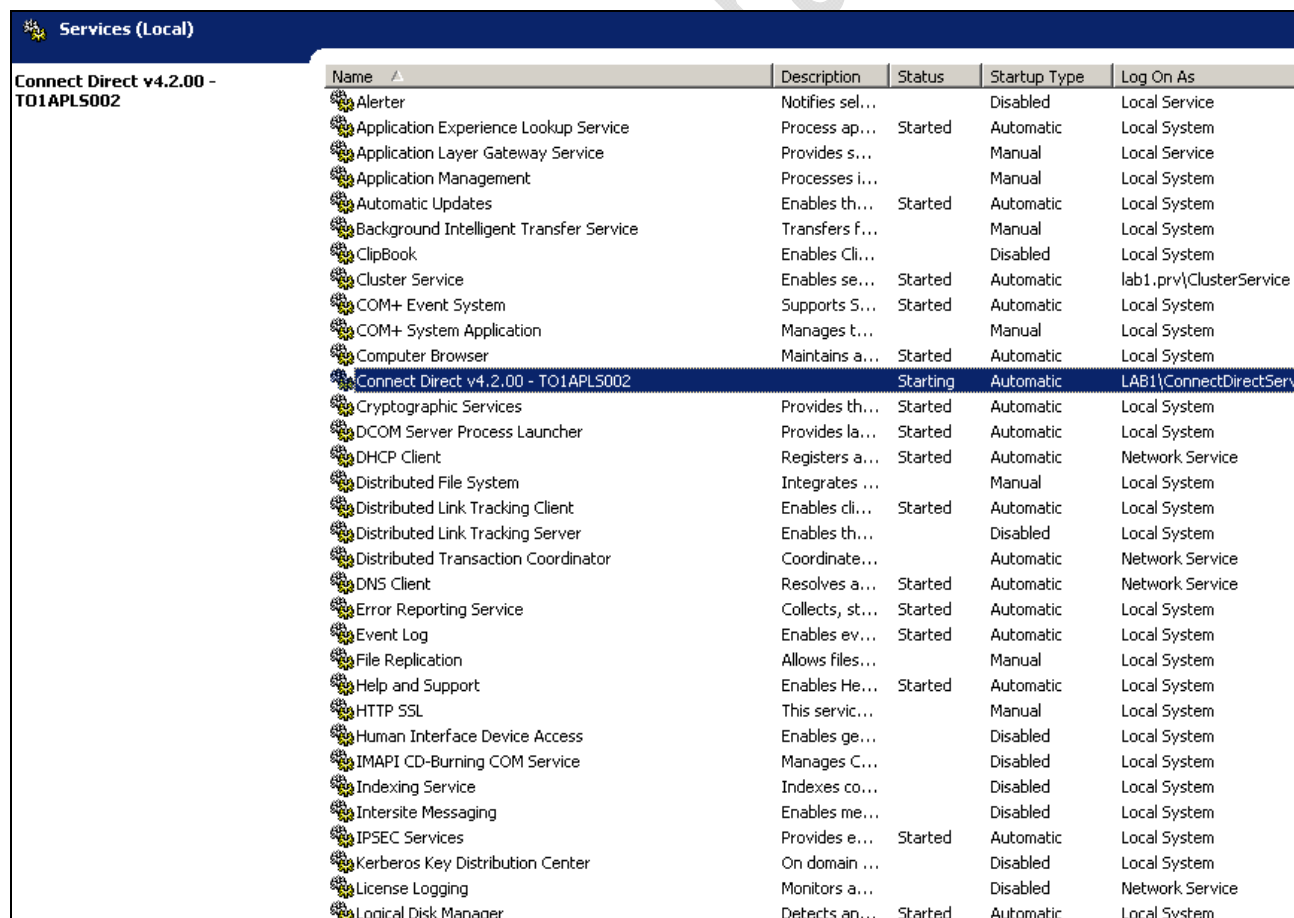 Services (Local)
Connect Direct v4.2.00 -
TO1APLS002
Name Description Status Startup Type Log On As
Alerter Notifies sel... Disabled Local Service
Application Experience Lookup Service Process ap... Started Automatic Local System
Application Layer Gateway Service Provides s... Manual Local Service
Application Management Processes i... Manual Local System
Automatic Updates Enables th... Started Automatic Local System
Background Intelligent Transfer Service Transfers f... Manual Local System
ClipBook Enables Cli... Disabled Local System
Cluster Service Enables se... Started Automatic lab1.prv\ClusterService
COM+ Event System Supports S... Started Automatic Local System
COM+ System Application Manages t... Manual Local System
Computer Browser Maintains a... Started Automatic Local System
Connect Direct v4.2.00 - TO1APLS002 Starting Automatic LAB1\ConnectDirectServ
Cryptographic Services Provides th... Started Automatic Local System
DCOM Server Process Launcher Provides la... Started Automatic Local System
DHCP Client Registers a... Started Automatic Network Service
Distributed File System Integrates ... Manual Local System
Distributed Link Tracking Client Enables cli... Started Automatic Local System
Distributed Link Tracking Server Enables th... Disabled Local System
Distributed Transaction Coordinator Coordinate... Automatic Network Service
DNS Client Resolves a... Started Automatic Network Service
Error Reporting Service Collects, st... Started Automatic Local System
Event Log Enables ev... Started Automatic Local System
File Replication Allows files... Manual Local System
Help and Support Enables He... Started Automatic Local System
HTTP SSL This servic... Manual Local System
Human Interface Device Access Enables ge... Disabled Local System
IMAPI CD-Burning COM Service Manages C... Disabled Local System
Indexing Service Indexes co... Disabled Local System
Intersite Messaging Enables me... Disabled Local System
IPSEC Services Provides e... Started Automatic Local System
Kerberos Key Distribution Center On domain ... Disabled Local System
License Logging Monitors a... Disabled Network Service
Logical Disk Manager Detects an... Started Automatic Local System